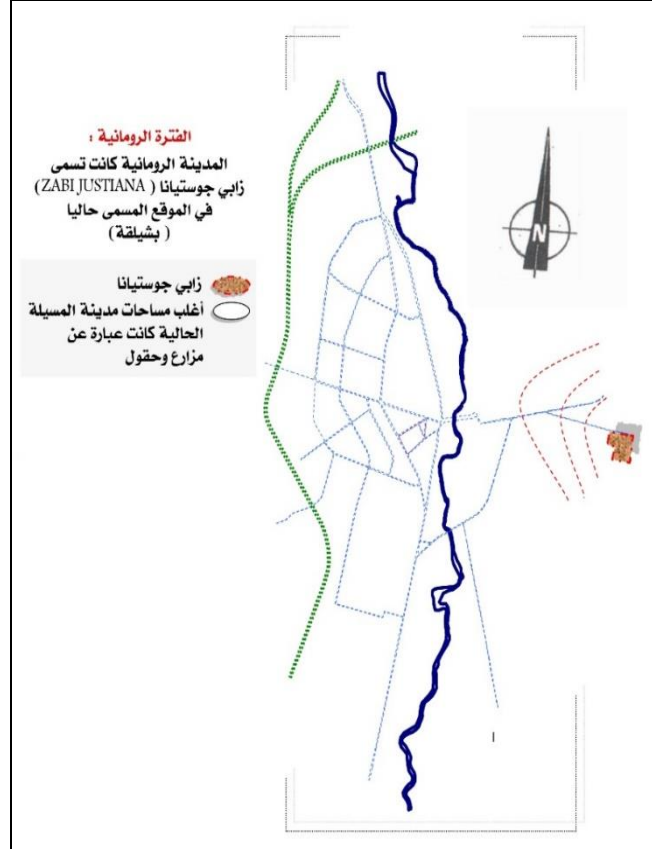 الفترة الرومانية :
المدينة الرومانية كانت تسمى
زابي جوستيانا ( ZABI JUSTIANA)
في الموقع المسمى حاليا
( بشيلقة)
زابي جوستيانا
أغلب مساحات مدينة المسيلة
الحالية كانت عبارة عن
مزارع وحقول
N